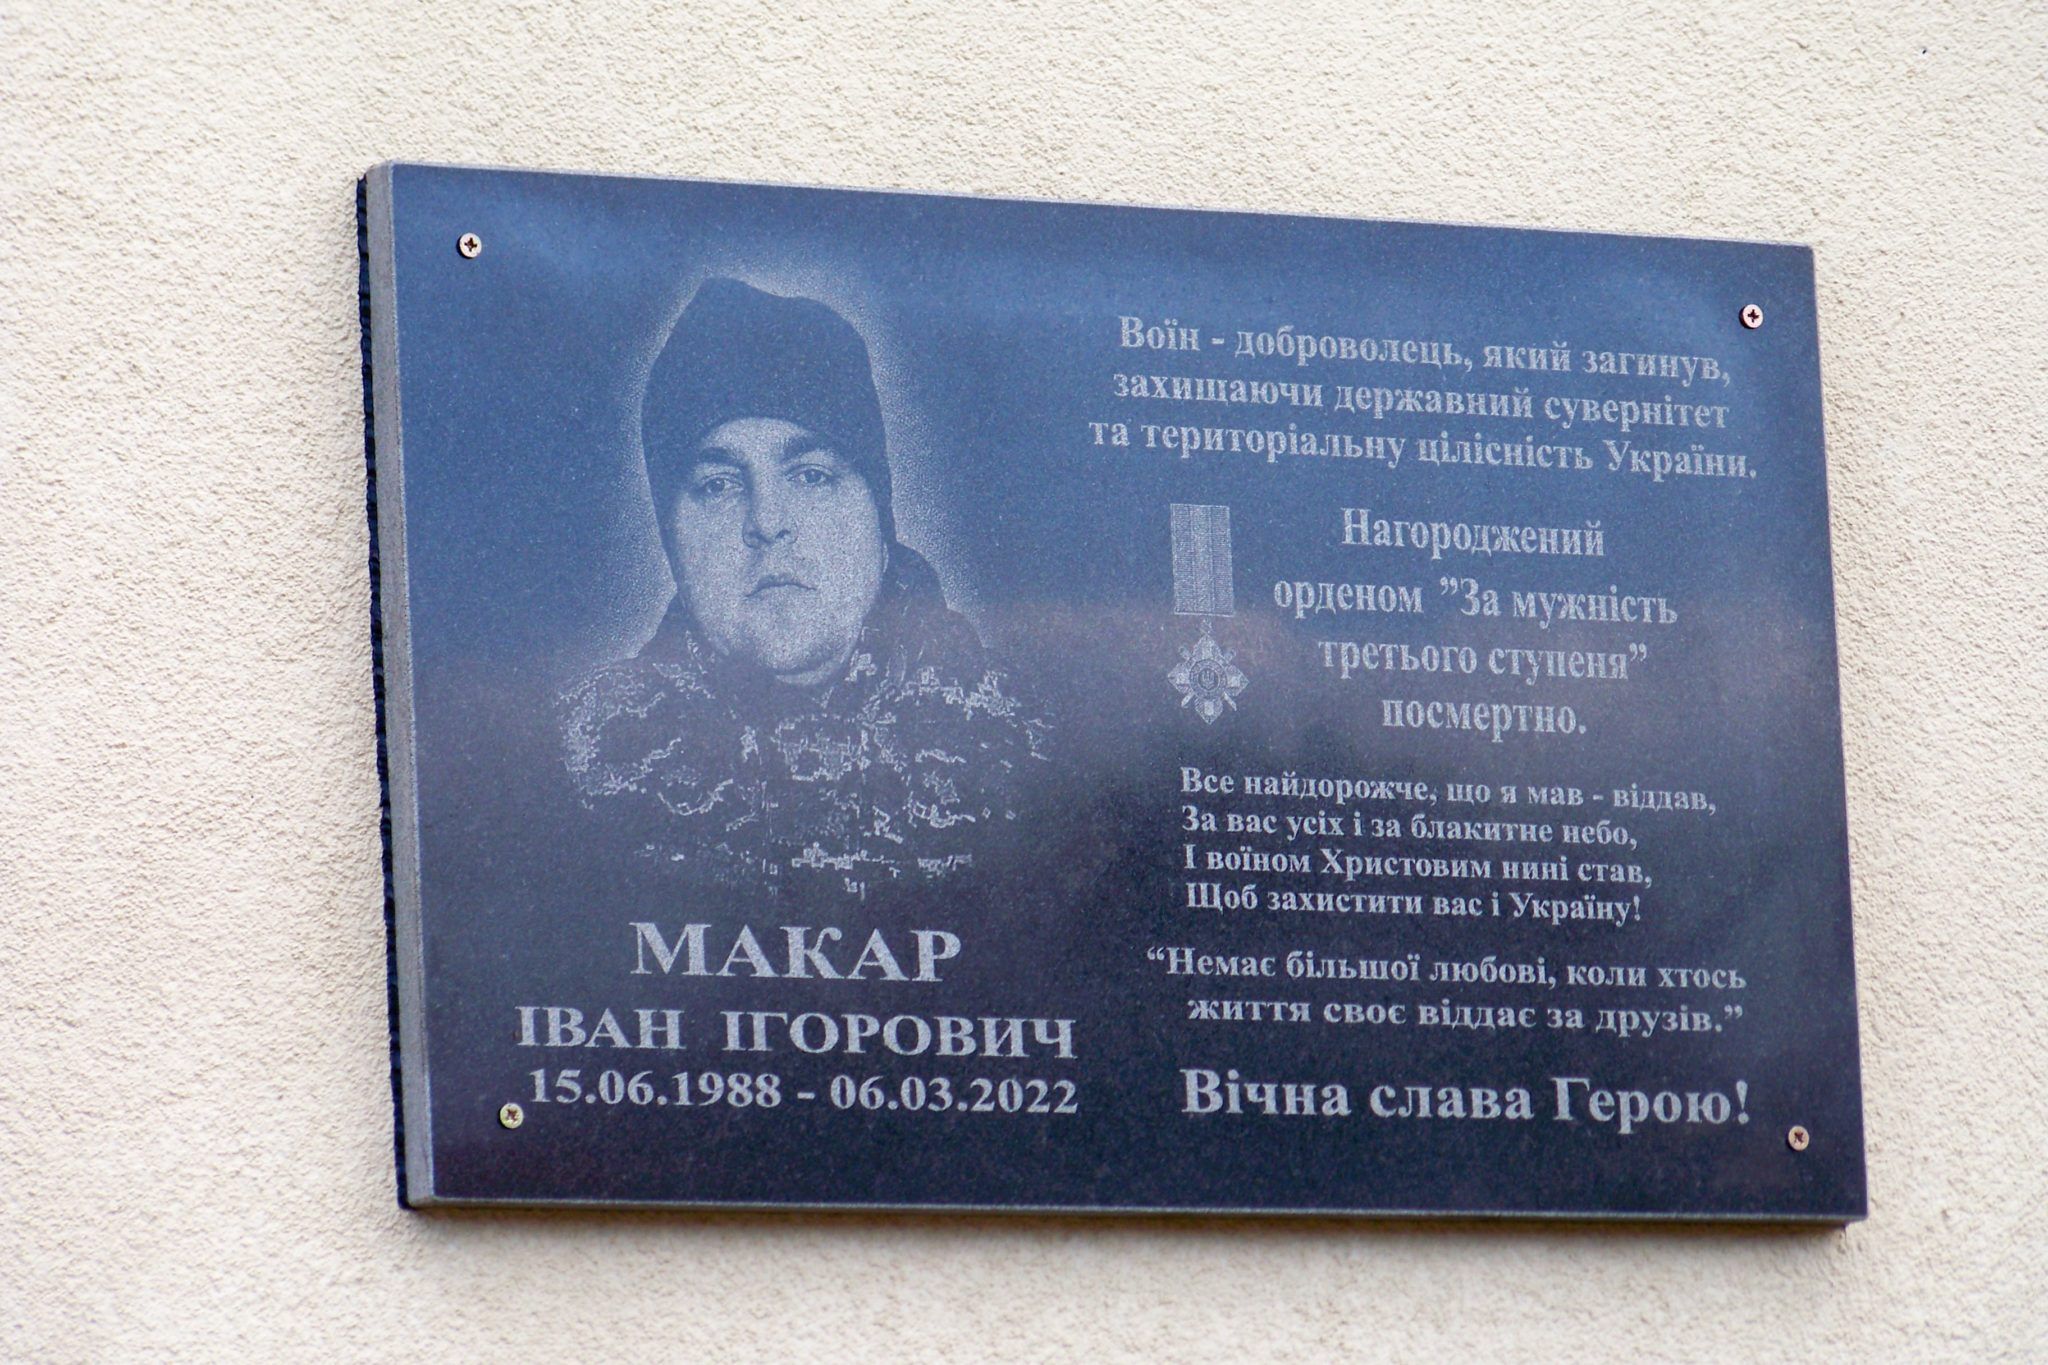 Воїн - доброволець, який загинув,
захищаючи державний сувернітет
та територіальну цілісність України.
Нагороджений
орденом ”За мужність
третього ступеня”
посмертно.
Все найдорожче, що я мав - віддав,
За вас усіх і за блакитне небо,
І воїном Христовим нині став,
Щоб захистити вас і Україну!
“Немає більшої любові, коли хтось
життя своє віддає за друзів.”
Вічна слава Герою!
МАКАР
ІВАН ІГОРОВИЧ
15.06.1988 - 06.03.2022